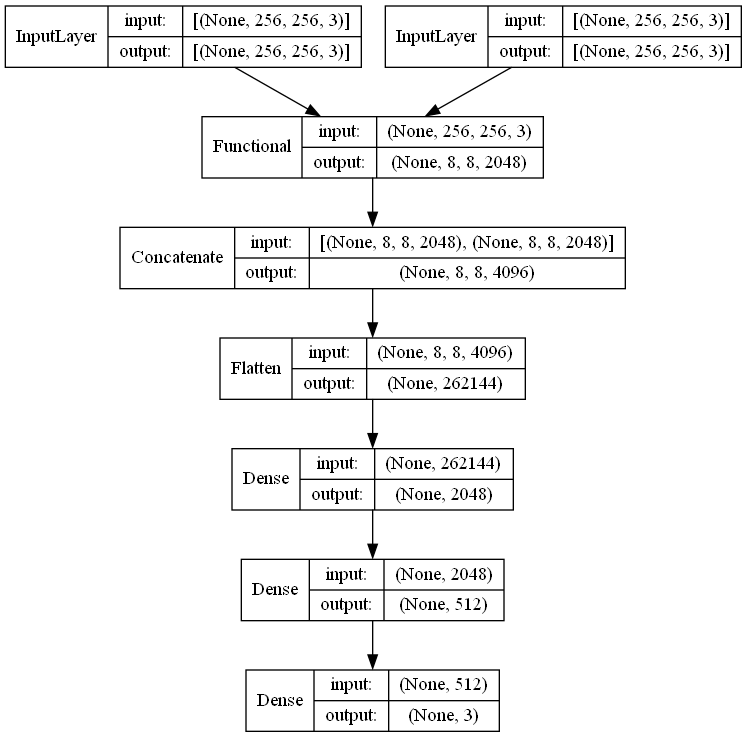 InputLayer input: [(None, 256, 256, 3)] output: [(None, 256, 256, 3)]
InputLayer input: [(None, 256, 256, 3)] output: [(None, 256, 256, 3)]
Functional input: (None, 256, 256, 3)
output: (None, 8, 8, 2048)
Concatenate input: [(None, 8, 8, 2048), (None, 8, 8, 2048)]
output: (None, 8, 8, 4096)
Flatten input: (None, 8, 8, 4096)
output: (None, 262144)
Dense input: (None, 262144)
output: (None, 2048)
Dense input: (None, 2048)
output: (None, 512)
Dense input: (None, 512)
output: (None, 3)